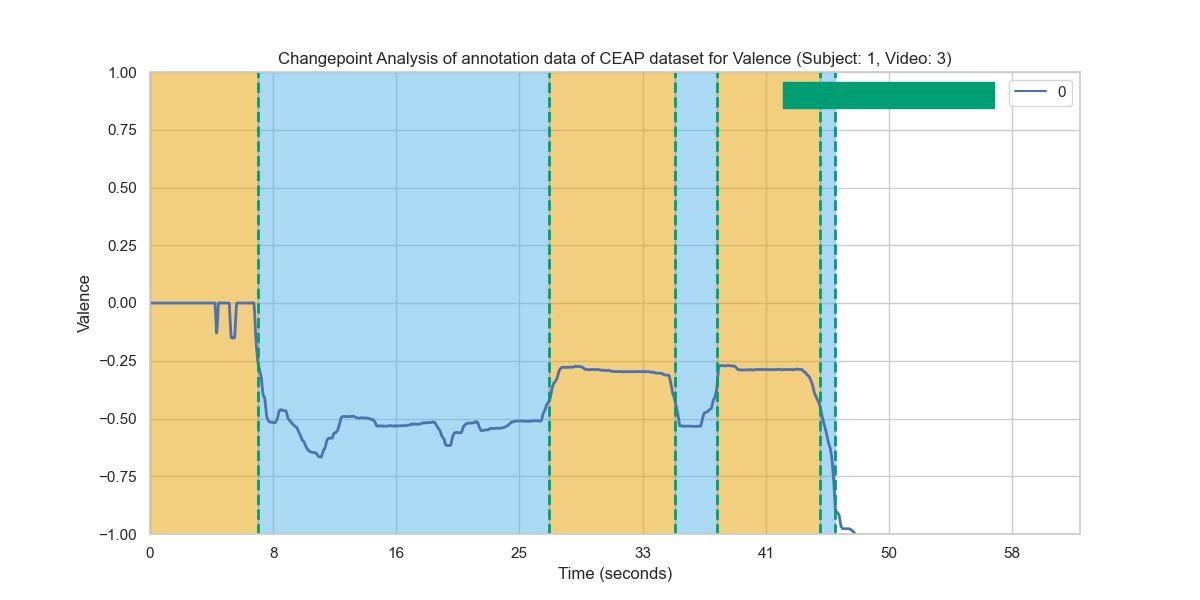 Changepoint Analysis of annotation data of CEAP dataset for Valence (Subject: 1, Video: 3)
1.00
0.75
0.50
0.25
0.00
−0.25
−0.50
−0.75
−1.00
Valence
0
0 8 16 25 33 41 50 58
Time (seconds)